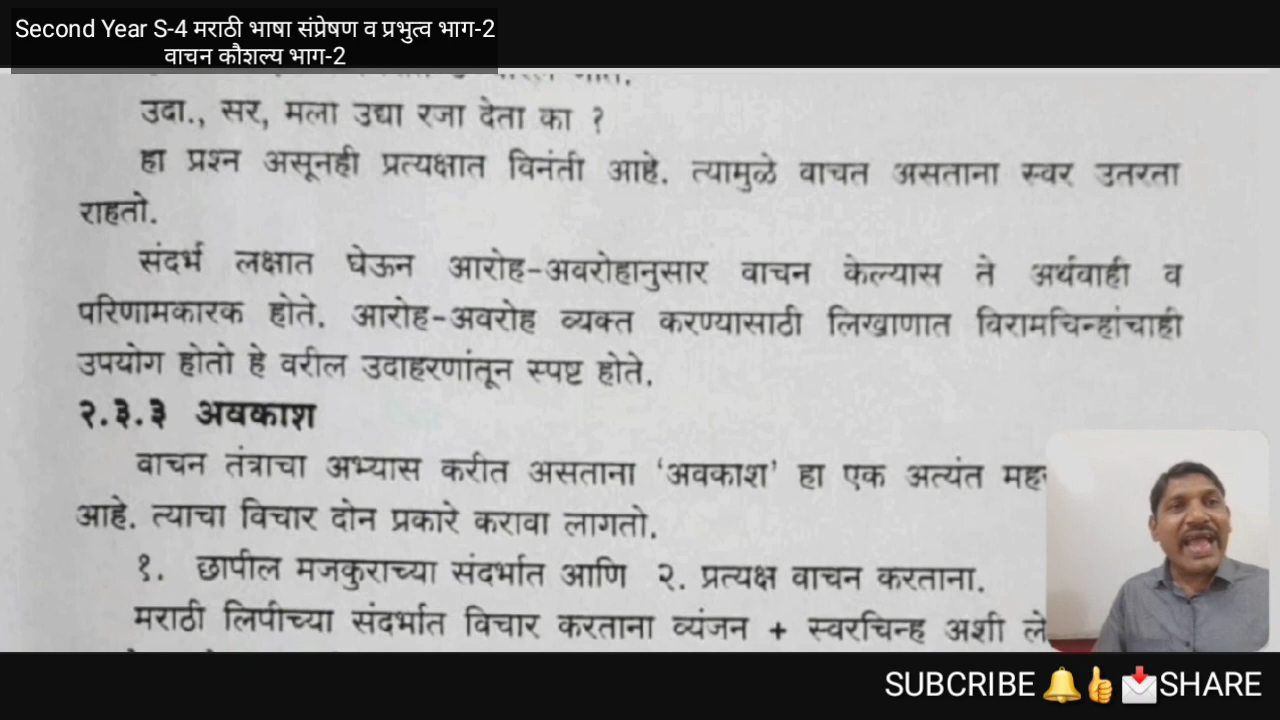 Second Year S-4 मराठी भाषा संप्रेषण व प्रभुत्व भाग-2
वाचन कौशल्य भाग-2
उदा., सर, मला उद्या रजा देता का ?
हा प्रश्न असूनही प्रत्यक्षात विनंती आहे. त्यामुळे वाचत असताना स्वर उतरता
राहतो.
संदर्भ लक्षात घेऊन आरोह-अवरोहानुसार वाचन केल्यास ते अर्थवाही व
परिणामकारक होते. आरोह-अवरोह व्यक्त करण्यासाठी लिखाणात विरामचिन्हांचाही
उपयोग होतो हे वरील उदाहरणांतून स्पष्ट होते.
२.३.३ अवकाश
वाचन तंत्राचा अभ्यास करीत असताना 'अवकाश' हा एक अत्यंत
आहे. त्याचा विचार दोन प्रकारे करावा लागतो.
१. छापील मजकुराच्या संदर्भात आणि २. प्रत्यक्ष वाचन करताना.
मराठी लिपीच्या संदर्भात विचार करताना व्यंजन + स्वरचिन्ह अशी
SUBCRIBE 🔔👍 📩SHARE